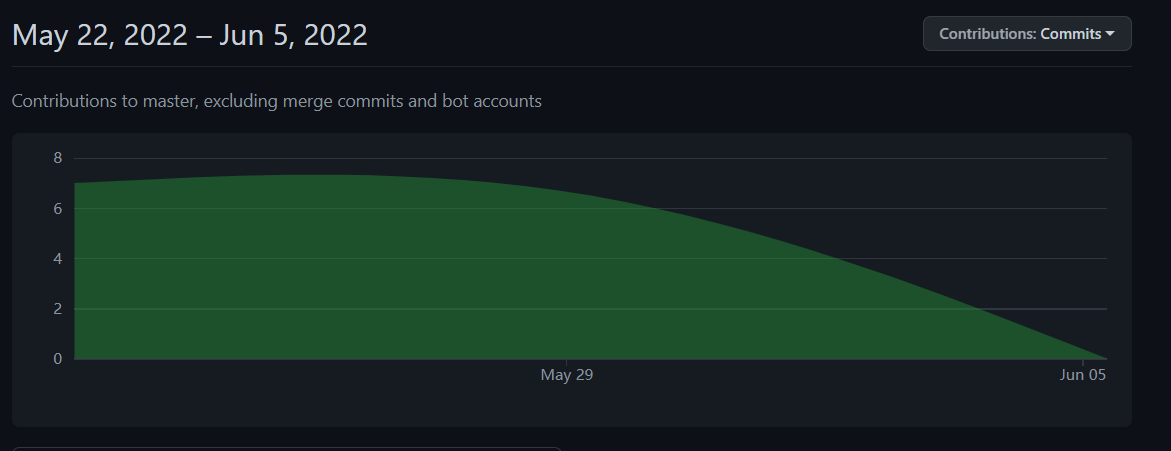 May 22, 2022 – Jun 5, 2022
Contributions: Commits
Contributions to master, excluding merge commits and bot accounts
8
6
4
2
0
May 29
Jun 05